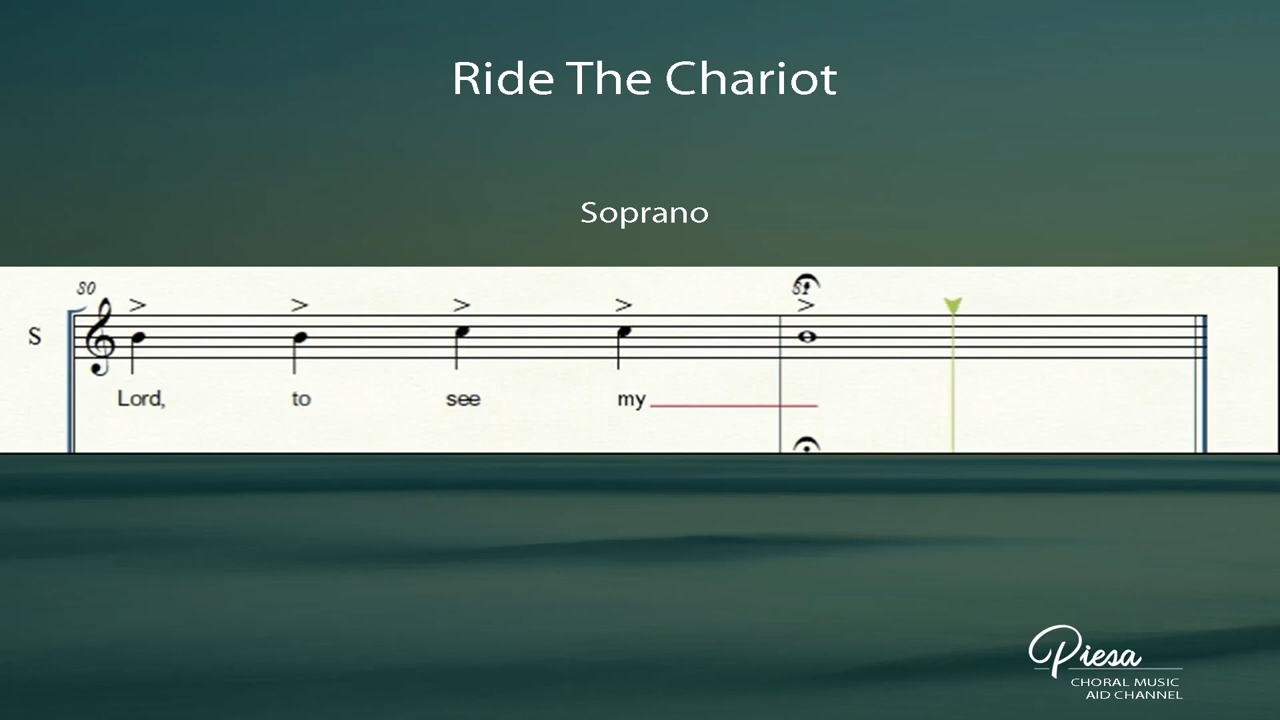 Ride The Chariot
Soprano
80
81
S
Lord, to see my
Piesa
CHORAL MUSIC
AID CHANNEL